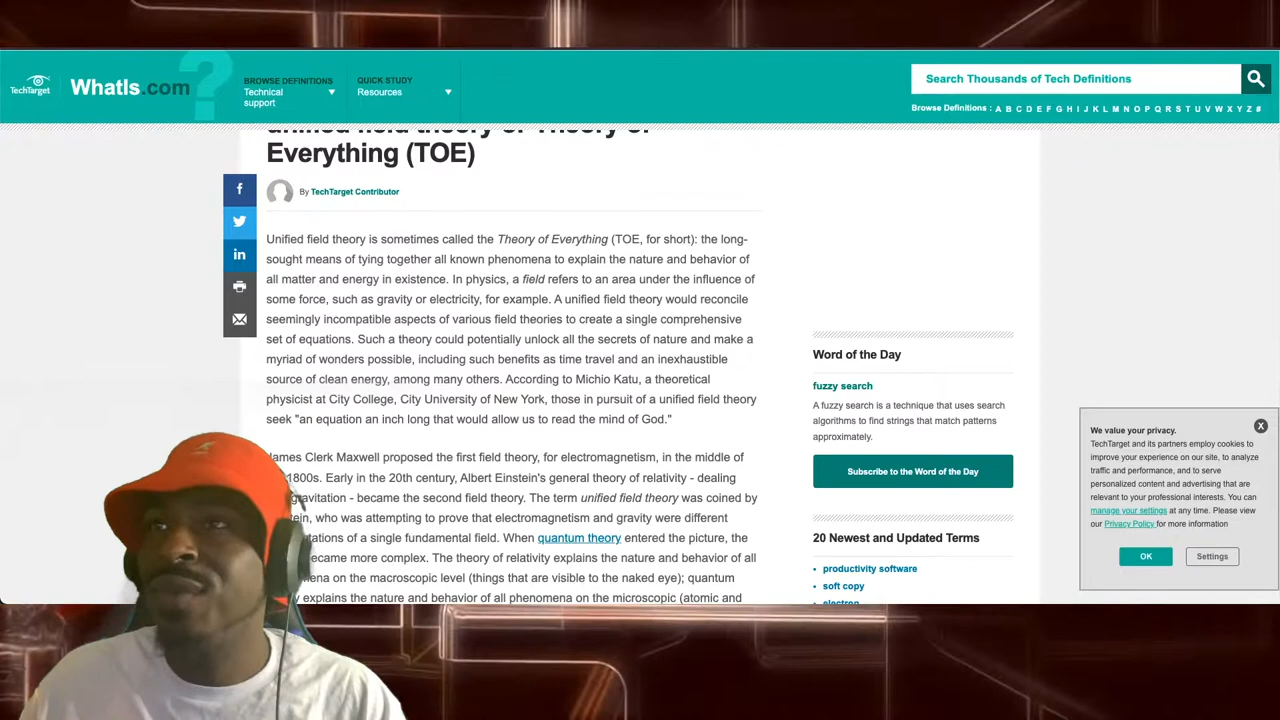 TechTarget
WhatIs.com
?
BROWSE DEFINITIONS
Technical
support
QUICK STUDY
Resources
Search Thousands of Tech Definitions
Browse Definitions : A B C D E F G H I J K L M N O P Q R S T U V W X Y Z #
unified field theory or Theory of
Everything (TOE)
By TechTarget Contributor
f
in
Unified field theory is sometimes called the Theory of Everything (TOE, for short): the long-
sought means of tying together all known phenomena to explain the nature and behavior of
all matter and energy in existence. In physics, a field refers to an area under the influence of
some force, such as gravity or electricity, for example. A unified field theory would reconcile
seemingly incompatible aspects of various field theories to create a single comprehensive
set of equations. Such a theory could potentially unlock all the secrets of nature and make a
myriad of wonders possible, including such benefits as time travel and an inexhaustible
source of clean energy, among many others. According to Michio Katu, a theoretical
physicist at City College, City University of New York, those in pursuit of a unified field theory
seek "an equation an inch long that would allow us to read the mind of God."
James Clerk Maxwell proposed the first field theory, for electromagnetism, in the middle of
1800s. Early in the 20th century, Albert Einstein's general theory of relativity - dealing
gravitation - became the second field theory. The term unified field theory was coined by
who was attempting to prove that electromagnetism and gravity were different
of a single fundamental field. When quantum theory entered the picture, the
became more complex. The theory of relativity explains the nature and behavior of all
on the macroscopic level (things that are visible to the naked eye); quantum
explains the nature and behavior of all phenomena on the microscopic (atomic and
Word of the Day
fuzzy search
A fuzzy search is a technique that uses search
algorithms to find strings that match patterns
approximately.
Subscribe to the Word of the Day
20 Newest and Updated Terms
productivity software
soft copy
electron
X
We value your privacy.
TechTarget and its partners employ cookies to
improve your experience on our site, to analyze
traffic and performance, and to serve
personalized content and advertising that are
relevant to your professional interests. You can
manage your settings at any time. Please view
our Privacy Policy for more information
OK
Settings